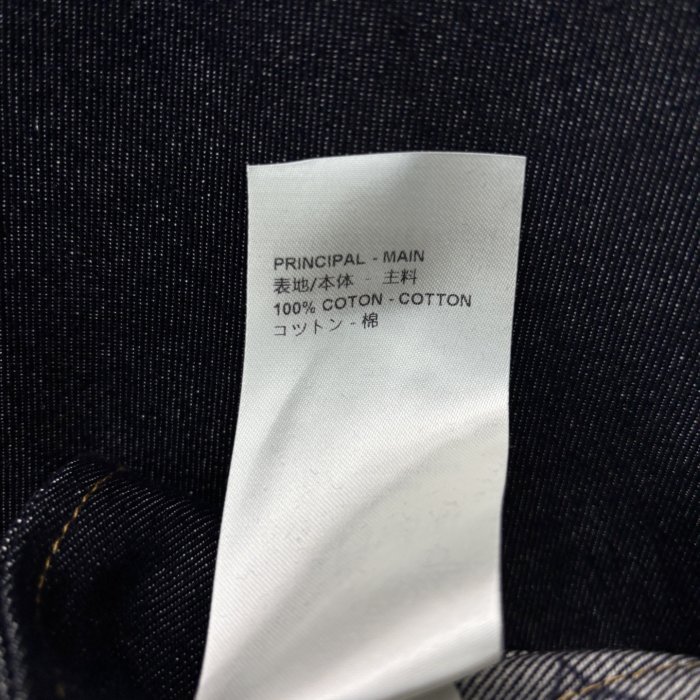 PRINCIPAL - MAIN
表地/本体 - 主料
100% COTON - COTTON
コットン - 棉